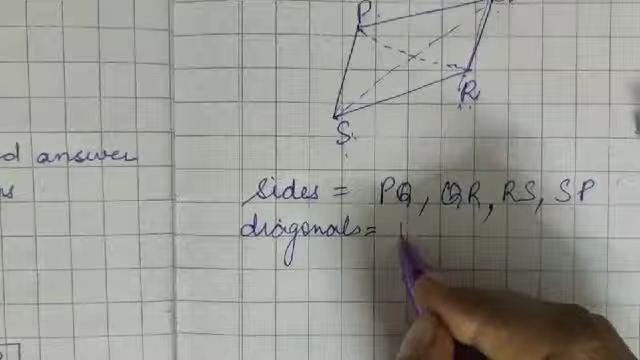 P
R
S
d answer
sides = PQ, QR, RS, SP
diagonals =